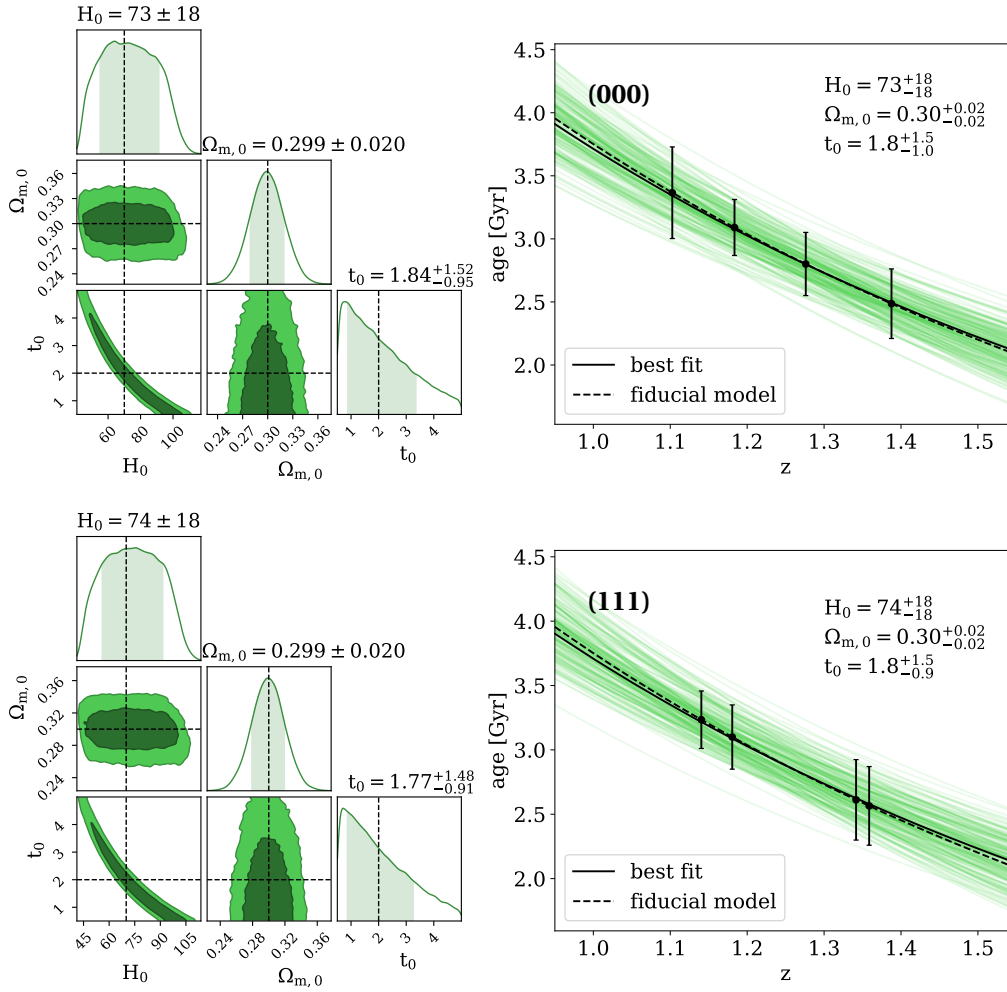 H₀ = 73 ± 18
Ωm,0
0.36
0.33
0.30
0.27
0.24
Ωm,0 = 0.299 ± 0.020
t₀
4
3
2
1
t₀ = 1.84+1.52−0.95
60
80
100
H₀
0.24
0.27
0.30
0.33
0.36
Ωm,0
1
2
3
4
t₀
age [Gyr]
4.5
4.0
3.5
3.0
2.5
2.0
(000)
H₀ = 73+18−18
Ωm,0 = 0.30+0.02−0.02
t₀ = 1.8+1.5−1.0
best fit
fiducial model
1.0
1.1
1.2
1.3
1.4
1.5
z
H₀ = 74 ± 18
Ωm,0
0.36
0.32
0.28
0.24
Ωm,0 = 0.299 ± 0.020
t₀
4
3
2
1
t₀ = 1.77+1.48−0.91
45
60
75
90
105
H₀
0.24
0.28
0.32
0.36
Ωm,0
1
2
3
4
t₀
age [Gyr]
4.5
4.0
3.5
3.0
2.5
2.0
(111)
H₀ = 74+18−18
Ωm,0 = 0.30+0.02−0.02
t₀ = 1.8+1.5−0.9
best fit
fiducial model
1.0
1.1
1.2
1.3
1.4
1.5
z